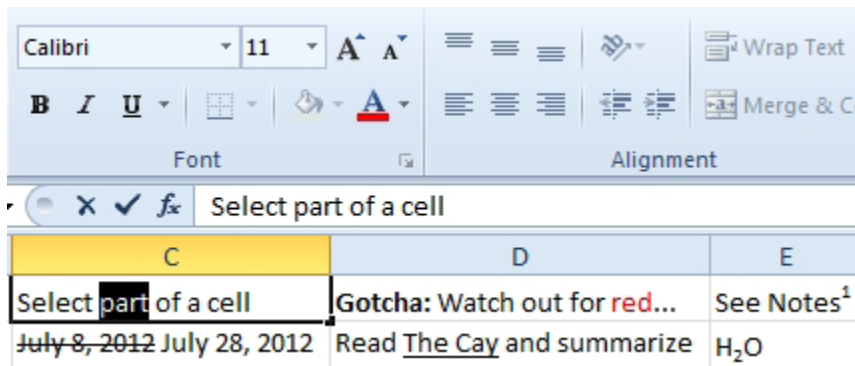 Calibri 11 A A Wrap Text
B I U A Merge & C
Font Alignment
fx Select part of a cell
C D E
Select part of a cell Gotcha: Watch out for red... See Notes¹
July 8, 2012 July 28, 2012 Read The Cay and summarize H₂O